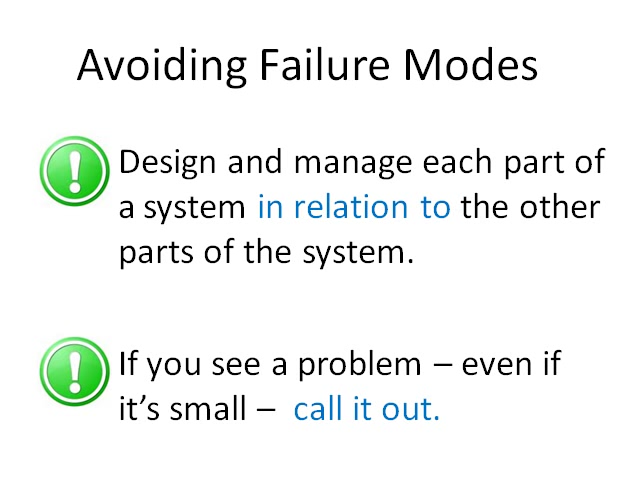 Avoiding Failure Modes
Design and manage each part of
a system in relation to the other
parts of the system.
If you see a problem – even if
it’s small –  call it out.